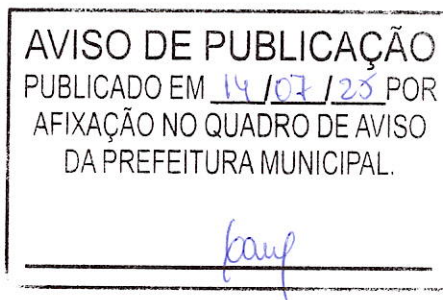 AVISO DE PUBLICAÇÃO
PUBLICADO EM 14/07/25 POR
AFIXAÇÃO NO QUADRO DE AVISO
DA PREFEITURA MUNICIPAL.